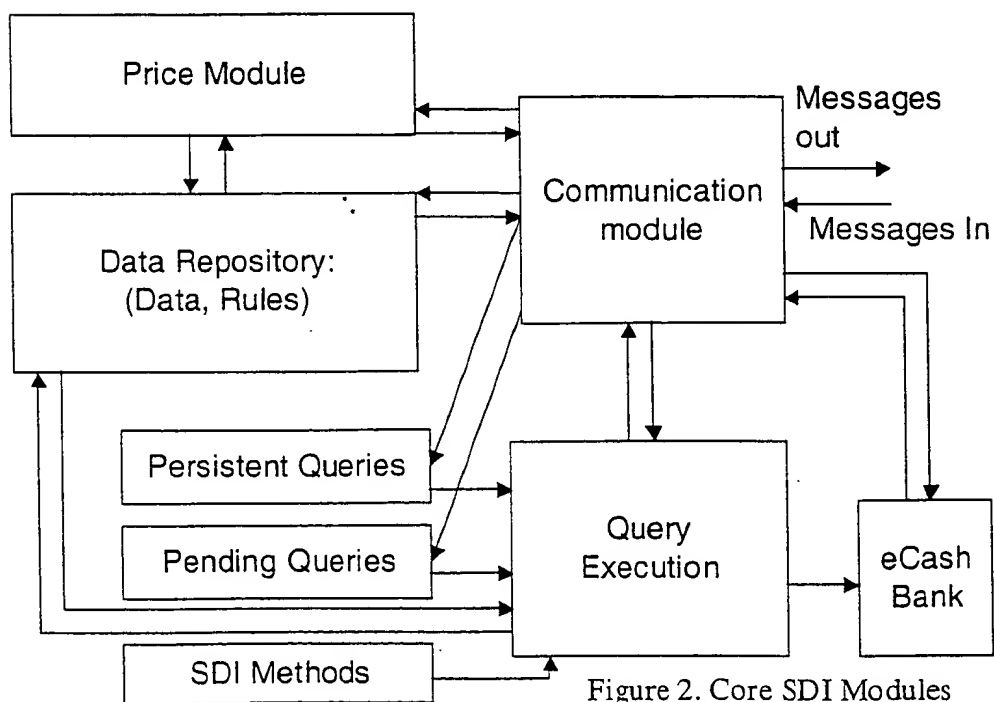 Price Module
Messages
out
Communication
module
Messages In
Data Repository:
(Data, Rules)
Persistent Queries
Pending Queries
Query
Execution
eCash
Bank
SDI Methods
Figure 2. Core SDI Modules